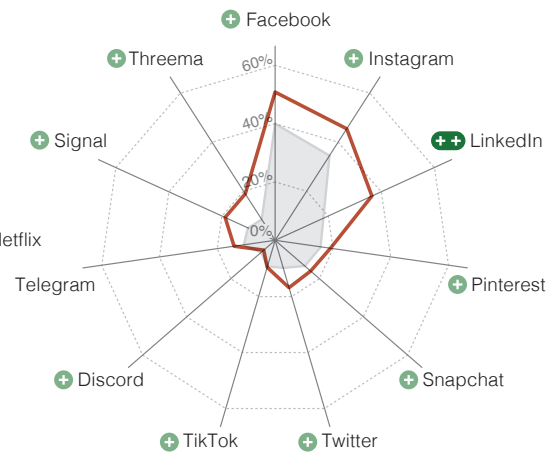 + Facebook
+ Threema
+ Instagram
60%
40%
+ Signal
++ LinkedIn
20%
0%
etflix
Telegram
+ Pinterest
+ Discord
+ Snapchat
+ TikTok
+ Twitter